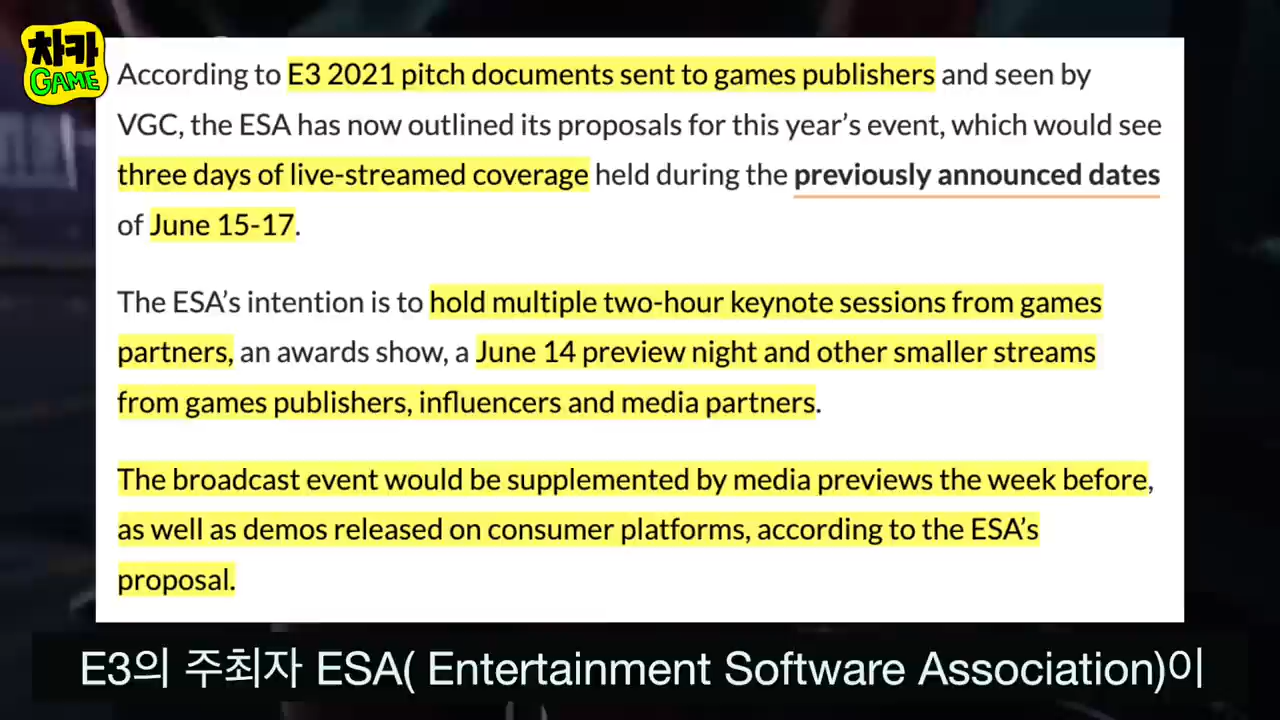 차카
GAME
According to E3 2021 pitch documents sent to games publishers and seen by
VGC, the ESA has now outlined its proposals for this year’s event, which would see
three days of live-streamed coverage held during the previously announced dates
of June 15-17.
The ESA’s intention is to hold multiple two-hour keynote sessions from games
partners, an awards show, a June 14 preview night and other smaller streams
from games publishers, influencers and media partners.
The broadcast event would be supplemented by media previews the week before,
as well as demos released on consumer platforms, according to the ESA’s
proposal.
E3의 주최자 ESA( Entertainment Software Association)이